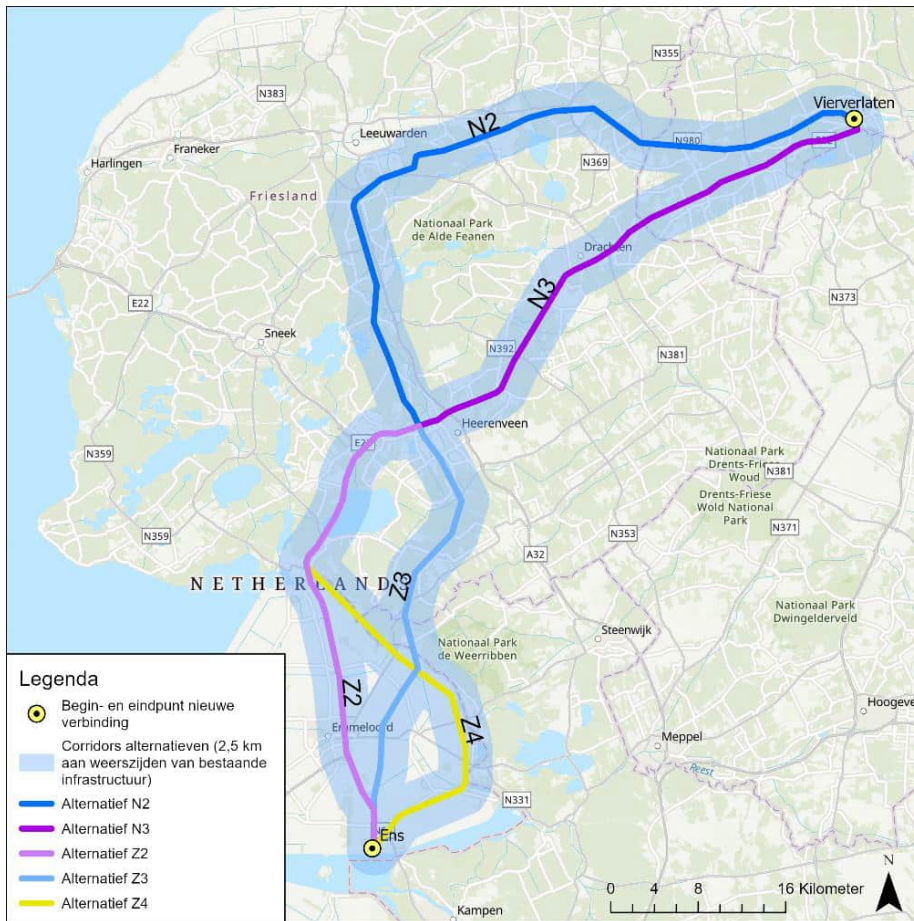 N355
N383
Vierverlaten
Leeuwarden
N2
N980
Franeker
Harlingen
N369
Friesland
Nationaal Park
de Alde Feanen
Drachten
N3
E22
N373
Sneek
N392
N381
Heerenveen
Nationaal Park
Drents-Friese
Woud
N381
Drents-Friese
Wold National
Park
N359
N371
N359
N353
A32
NETHERLANDS
Z3
Nationaal Park
Dwingelderveld
Steenwijk
Nationaal Park
de Weerribben
Z2
Z4
Hoogeve
Emmeloord
Meppel
Reest
N331
Ens
Kampen
Legenda
Begin- en eindpunt nieuwe
verbinding
Corridors alternatieven (2,5 km
aan weerszijden van bestaande
infrastructuur)
Alternatief N2
Alternatief N3
Alternatief Z2
Alternatief Z3
Alternatief Z4
N
0 4 8 16 Kilometer